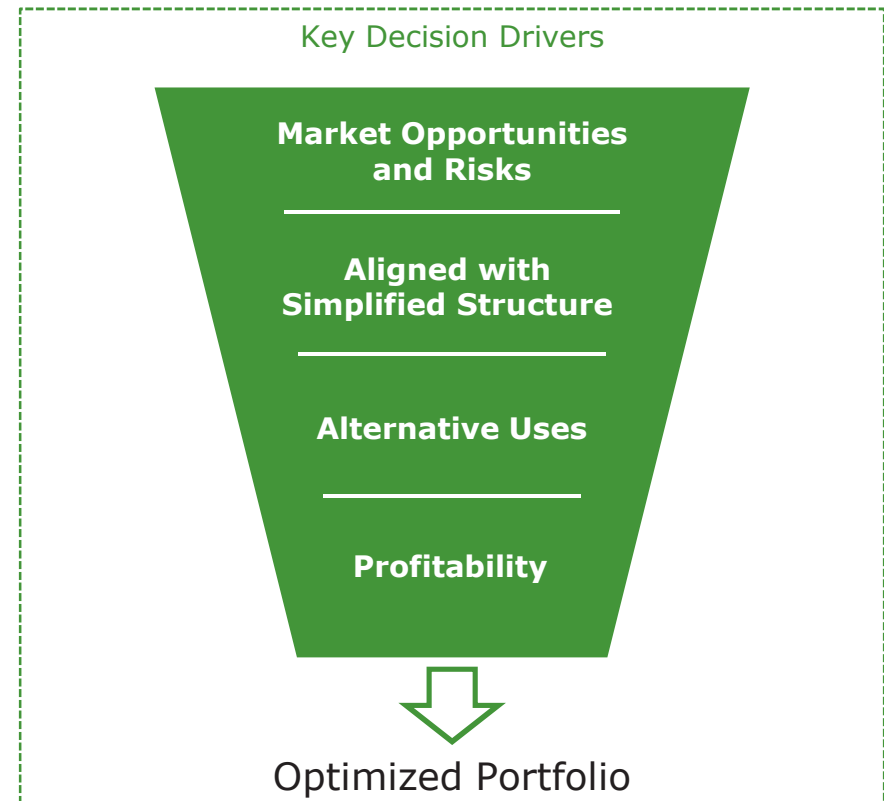 Key Decision Drivers
Market Opportunities
and Risks
Aligned with
Simplified Structure
Alternative Uses
Profitability
Optimized Portfolio